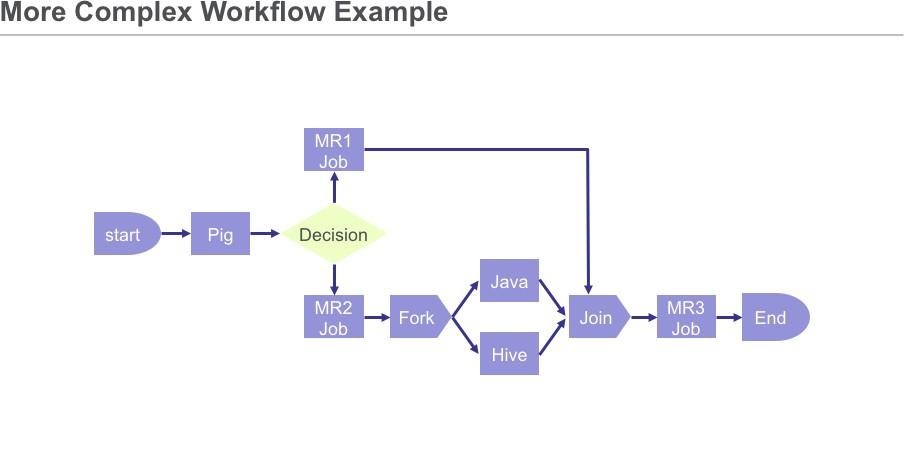 More Complex Workflow Example
MR1
Job
start
Pig
Decision
MR2
Job
Fork
Java
Hive
Join
MR3
Job
End